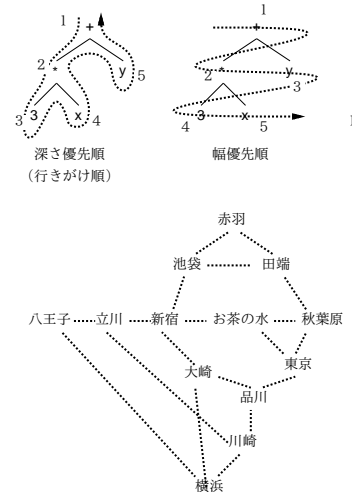 1
+
2
*
y
5
3
3
x
4
深さ優先順
(行きがけ順)
1
+
2
*
y
3
3
x
4
5
幅優先順
1
赤羽
池袋 田端
八王子 立川 新宿 お茶の水 秋葉原
大崎 東京
品川
川崎
横浜